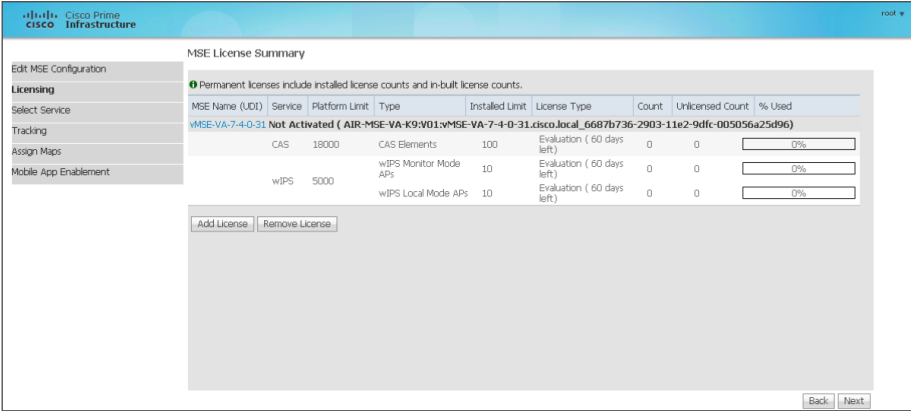 cisco Cisco Prime
Infrastructure
root
MSE License Summary
Edit MSE Configuration
Licensing
Select Service
Tracking
Assign Maps
Mobile App Enablement
Permanent licenses include installed license counts and in-built license counts.
MSE Name (UDI) Service Platform Limit Type Installed Limit License Type Count Unlicensed Count % Used
vMSE-VA-7-4-0-31 Not Activated ( AIR-MSE-VA-K9:V01:vMSE-VA-7-4-0-31.cisco.local_6687b736-2903-11e2-9dfc-005056a25d96)
CAS 18000 CAS Elements 100 Evaluation ( 60 days left) 0 0 0%
wIPS 5000 wIPS Monitor Mode APs 10 Evaluation ( 60 days left) 0 0 0%
wIPS Local Mode APs 10 Evaluation ( 60 days left) 0 0 0%
Add License Remove License
Back Next